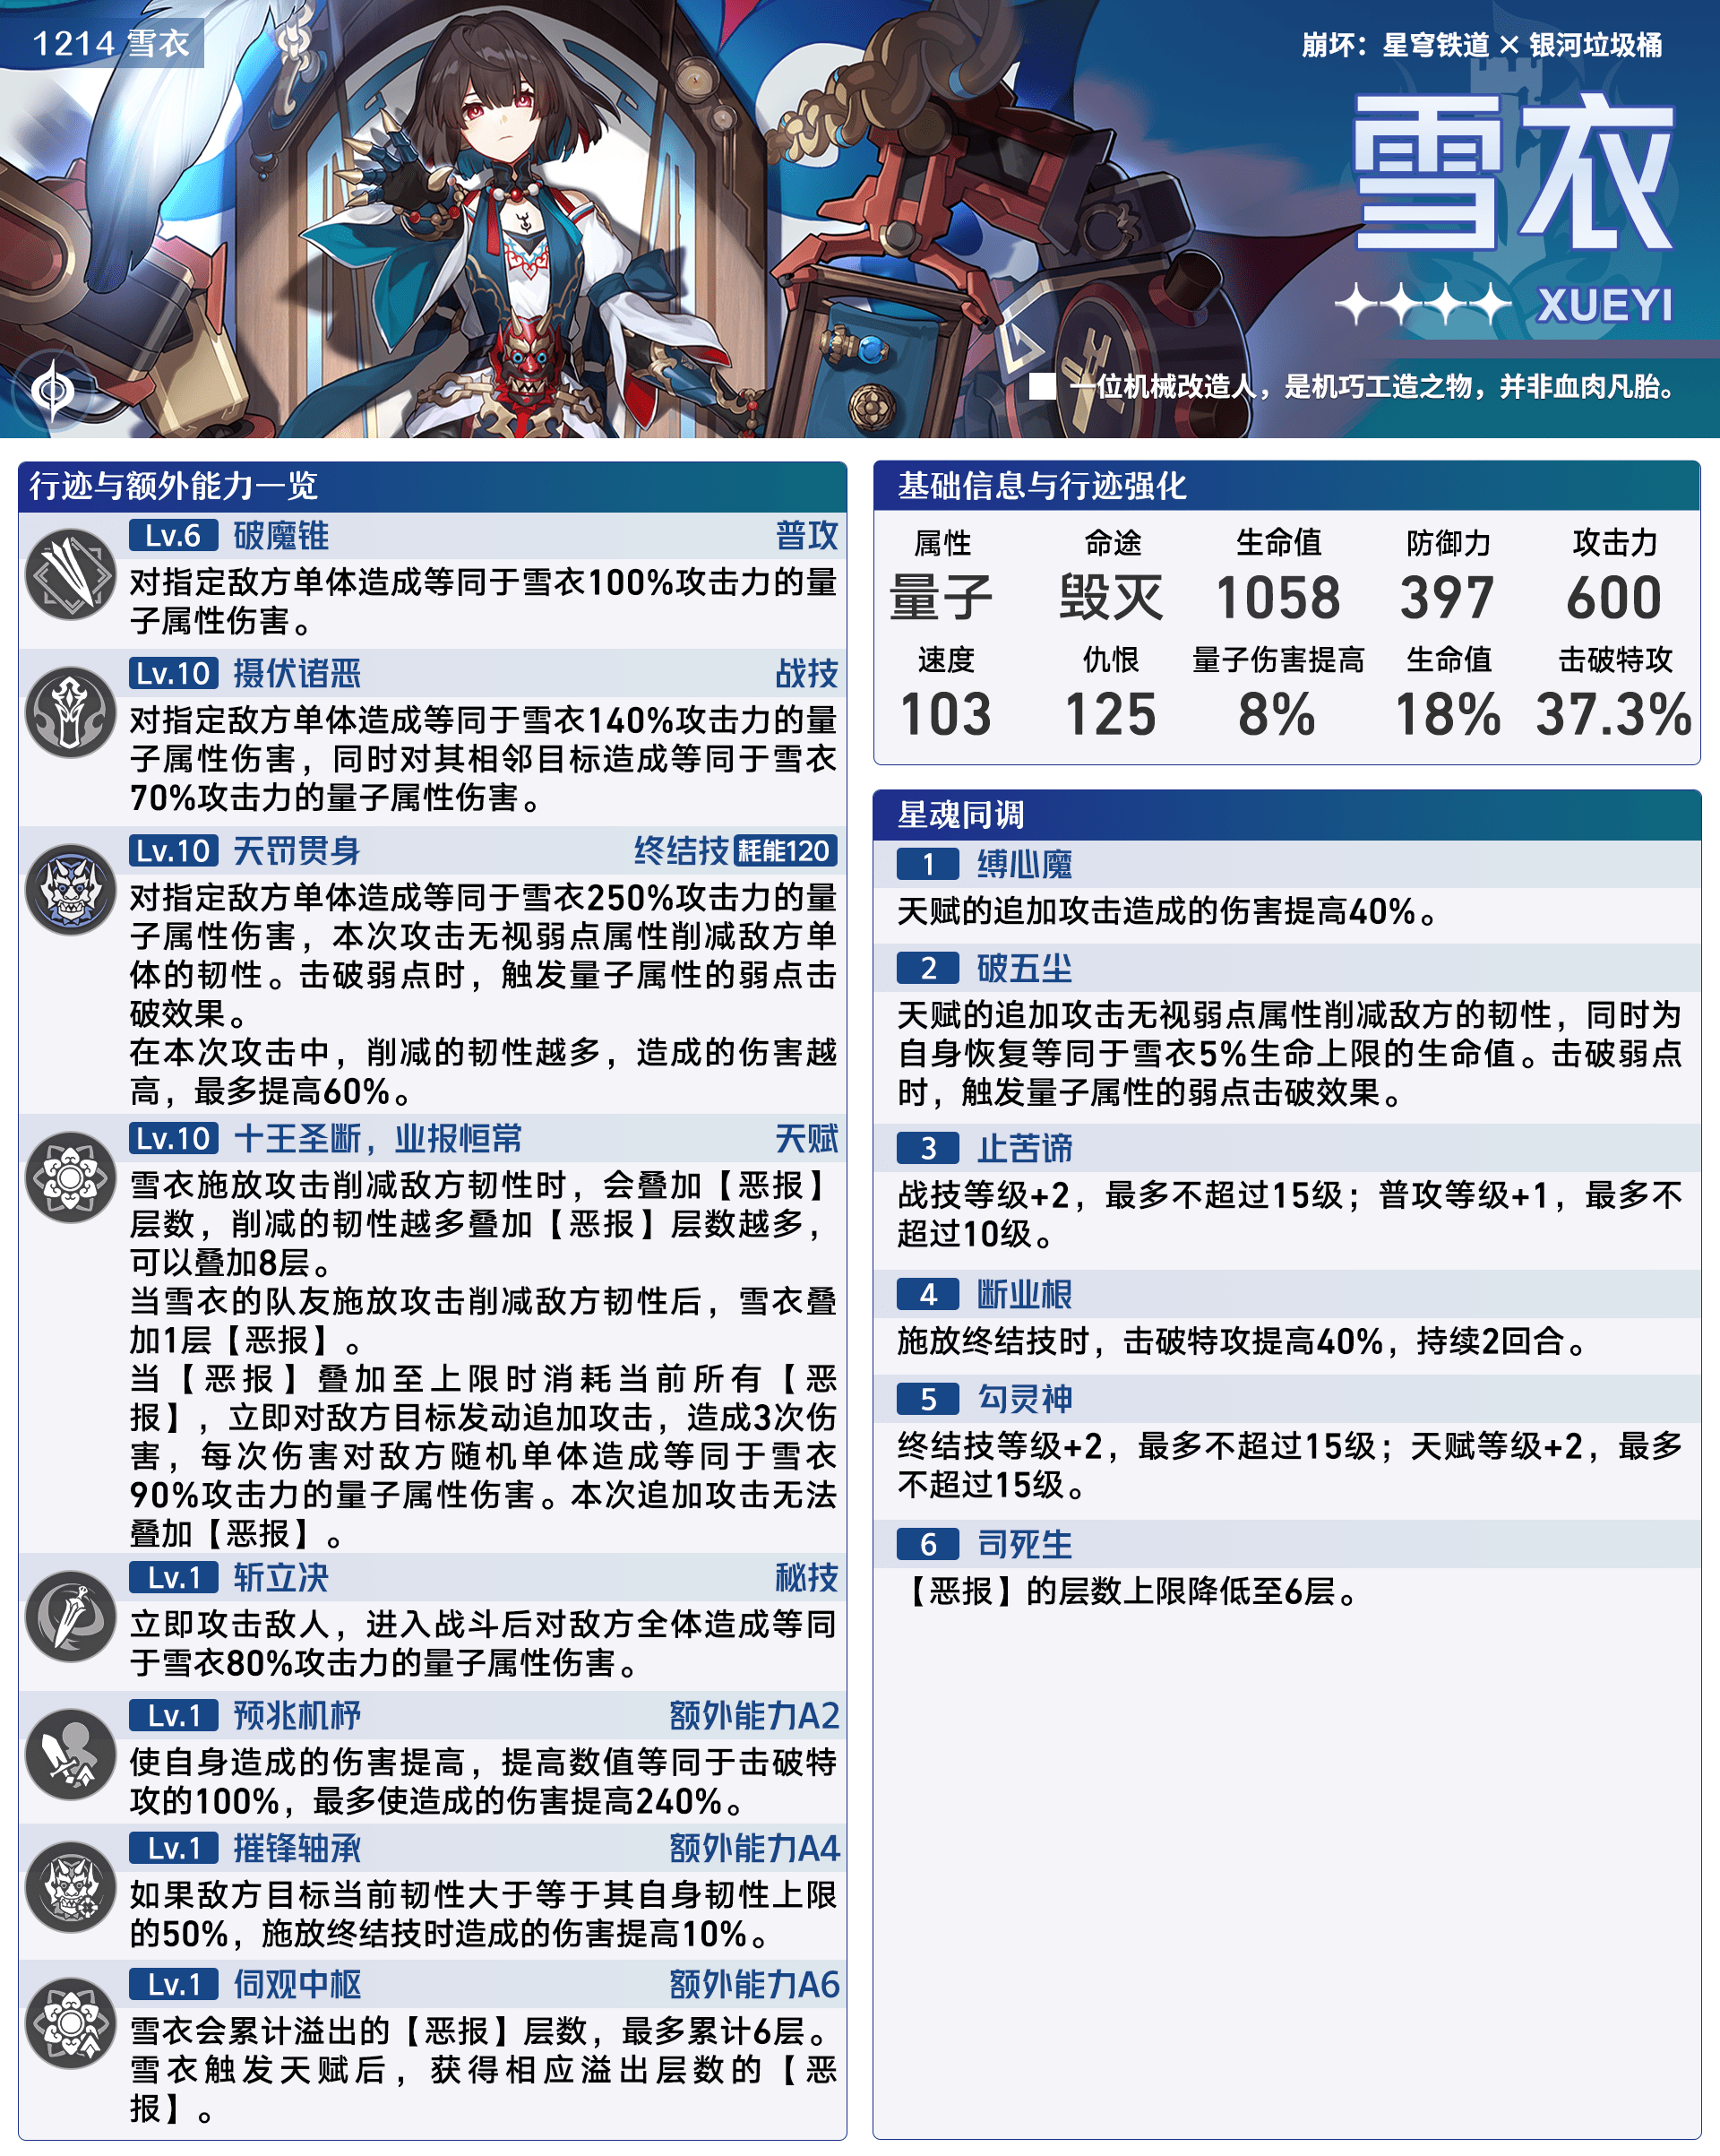 1214 雪衣
崩坏：星穹铁道 × 银河垃圾桶
雪衣
XUEYI
一位机械改造人，是机巧工造之物，并非血肉凡胎。
行迹与额外能力一览
Lv.6 破魔锥 普攻
对指定敌方单体造成等同于雪衣100%攻击力的量
子属性伤害。
Lv.10 摄伏诸恶 战技
对指定敌方单体造成等同于雪衣140%攻击力的量
子属性伤害，同时对其相邻目标造成等同于雪衣
70%攻击力的量子属性伤害。
Lv.10 天罚贯身 终结技 耗能120
对指定敌方单体造成等同于雪衣250%攻击力的量
子属性伤害，本次攻击无视弱点属性削减敌方单
体的韧性。击破弱点时，触发量子属性的弱点击
破效果。
在本次攻击中，削减的韧性越多，造成的伤害越
高，最多提高60%。
Lv.10 十王圣断，业报恒常 天赋
雪衣施放攻击削减敌方韧性时，会叠加【恶报】
层数，削减的韧性越多叠加【恶报】层数越多，
可以叠加8层。
当雪衣的队友施放攻击削减敌方韧性后，雪衣叠
加1层【恶报】。
当【恶报】叠加至上限时消耗当前所有【恶
报】，立即对敌方目标发动追加攻击，造成3次伤
害，每次伤害对敌方随机单体造成等同于雪衣
90%攻击力的量子属性伤害。本次追加攻击无法
叠加【恶报】。
Lv.1 斩立决 秘技
立即攻击敌人，进入战斗后对敌方全体造成等同
于雪衣80%攻击力的量子属性伤害。
Lv.1 预兆机杼 额外能力A2
使自身造成的伤害提高，提高数值等同于击破特
攻的100%，最多使造成的伤害提高240%。
Lv.1 摧锋轴承 额外能力A4
如果敌方目标当前韧性大于等于其自身韧性上限
的50%，施放终结技时造成的伤害提高10%。
Lv.1 伺观中枢 额外能力A6
雪衣会累计溢出的【恶报】层数，最多累计6层。
雪衣触发天赋后，获得相应溢出层数的【恶
报】。
基础信息与行迹强化
属性 命途 生命值 防御力 攻击力
量子 毁灭 1058 397 600
速度 仇恨 量子伤害提高 生命值 击破特攻
103 125 8% 18% 37.3%
星魂同调
1 缚心魔
天赋的追加攻击造成的伤害提高40%。
2 破五尘
天赋的追加攻击无视弱点属性削减敌方的韧性，同时为
自身恢复等同于雪衣5%生命上限的生命值。击破弱点
时，触发量子属性的弱点击破效果。
3 止苦谛
战技等级+2，最多不超过15级；普攻等级+1，最多不
超过10级。
4 断业根
施放终结技时，击破特攻提高40%，持续2回合。
5 勾灵神
终结技等级+2，最多不超过15级；天赋等级+2，最多
不超过15级。
6 司死生
【恶报】的层数上限降低至6层。